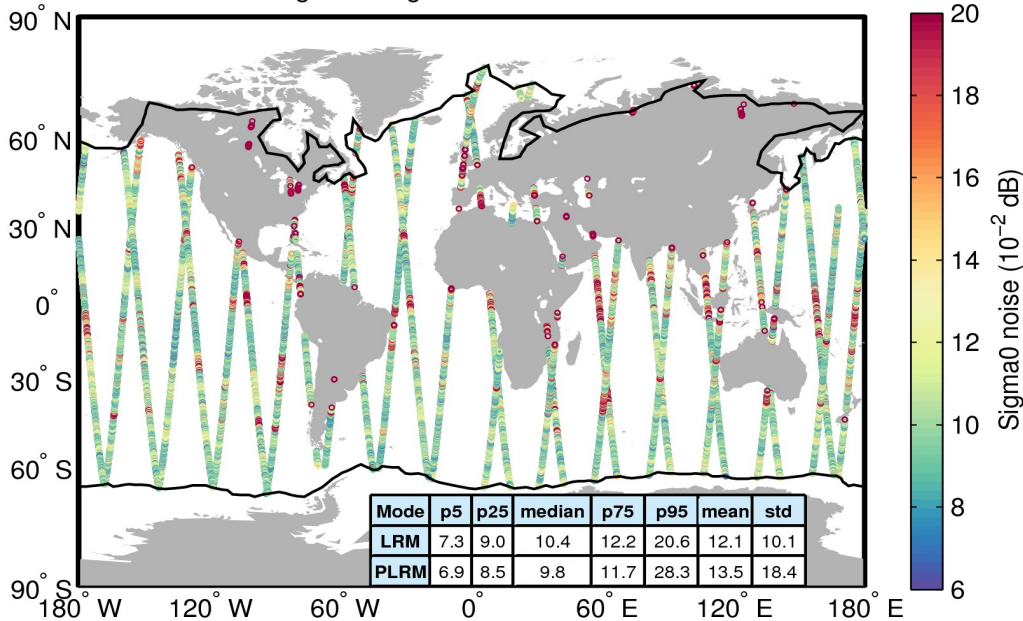 90° N
60° N
30° N
0°
30° S
60° S
90° S
180° W 120° W 60° W 0° 60° E 120° E 180° E
Mode p5 p25 median p75 p95 mean std
LRM 7.3 9.0 10.4 12.2 20.6 12.1 10.1
PLRM 6.9 8.5 9.8 11.7 28.3 13.5 18.4
20
18
16
14
12
10
8
6
Sigma0 noise (10⁻² dB)